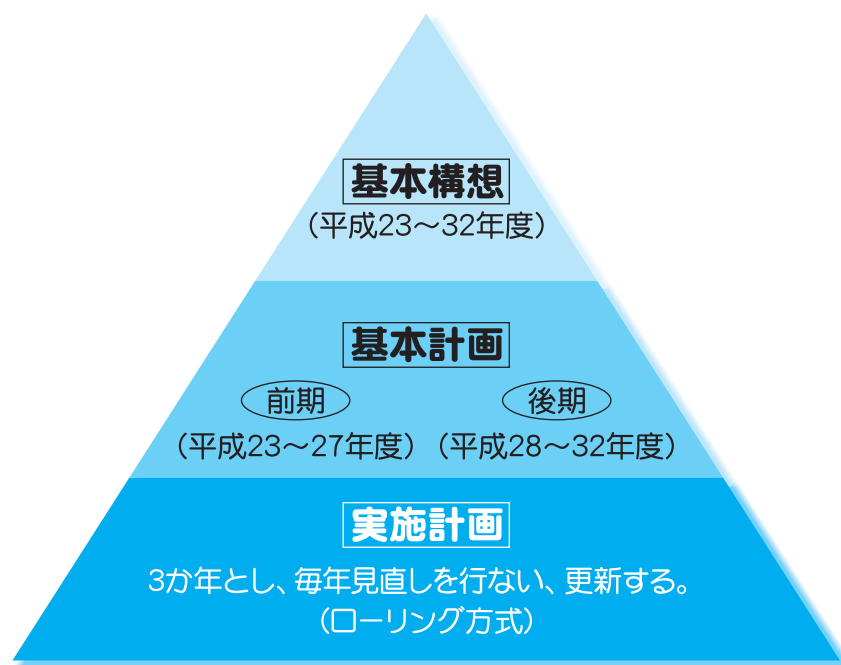 基本構想
（平成23～32年度）
基本計画
前期 後期
（平成23～27年度）（平成28～32年度）
実施計画
3か年とし、毎年見直しを行ない、更新する。
（ローリング方式）